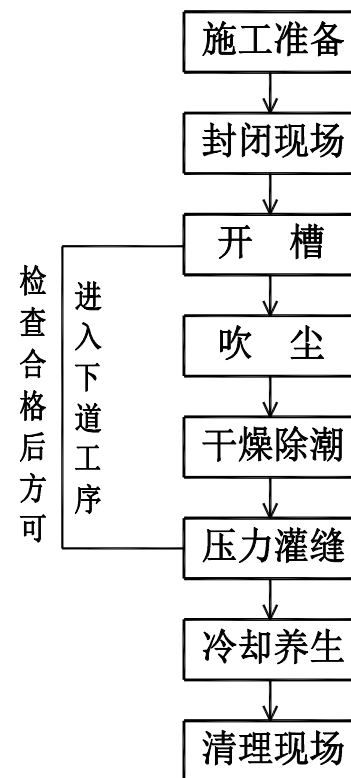 施工准备
封闭现场
开 槽
吹 尘
干燥除潮
压力灌缝
冷却养生
清理现场
检查合格后方可
进入下道工序